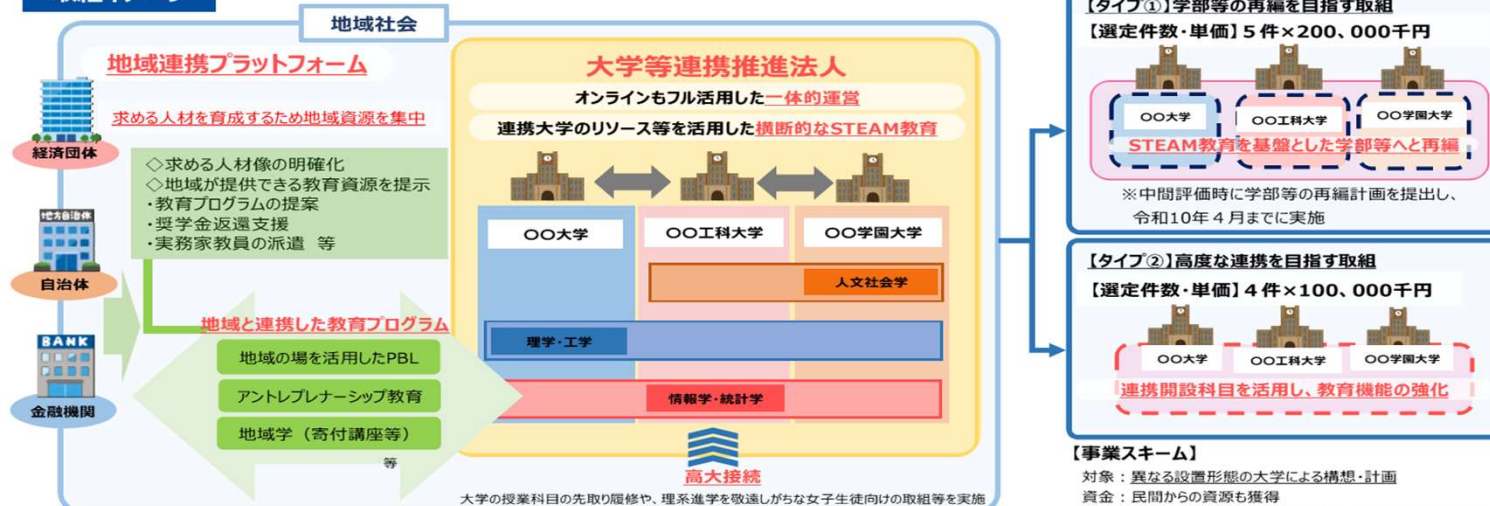 地域社会
地域連携プラットフォーム
求める人材を育成するため地域資源を集中
経済団体
◇求める人材像の明確化
◇地域が提供できる教育資源を提示
・教育プログラムの提案
・奨学金返還支援
・実務家教員の派遣 等
地方自治体
自治体
BANK
金融機関
地域と連携した教育プログラム
地域の場を活用したPBL
アントレプレナーシップ教育
地域学（寄付講座等）
等
大学等連携推進法人
オンラインもフル活用した一体的運営
連携大学のリソース等を活用した横断的なSTEAM教育
〇〇大学
〇〇工科大学
〇〇学園大学
人文社会学
理学・工学
情報学・統計学
高大接続
大学の授業科目の先取り履修や、理系進学を敬遠しがちな女子生徒向けの取組等を実施
【タイプ①】学部等の再編を目指す取組
【選定件数・単価】５件×200、000千円
〇〇大学
〇〇工科大学
〇〇学園大学
STEAM教育を基盤とした学部等へと再編
※中間評価時に学部等の再編計画を提出し、
令和10年４月までに実施
【タイプ②】高度な連携を目指す取組
【選定件数・単価】４件×100、000千円
〇〇大学
〇〇工科大学
〇〇学園大学
連携開設科目を活用し、教育機能の強化
【事業スキーム】
対象：異なる設置形態の大学による構想・計画
資金：民間からの資源も獲得